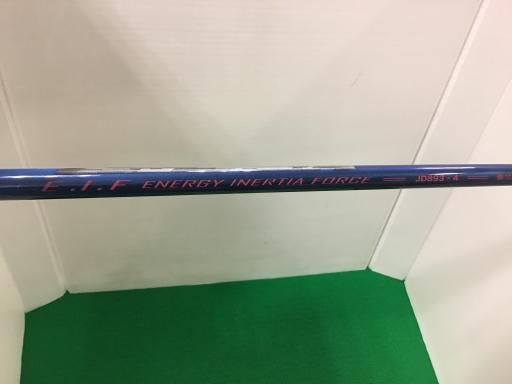 E.I.F ENERGY INERTIA FORCE JD893-4